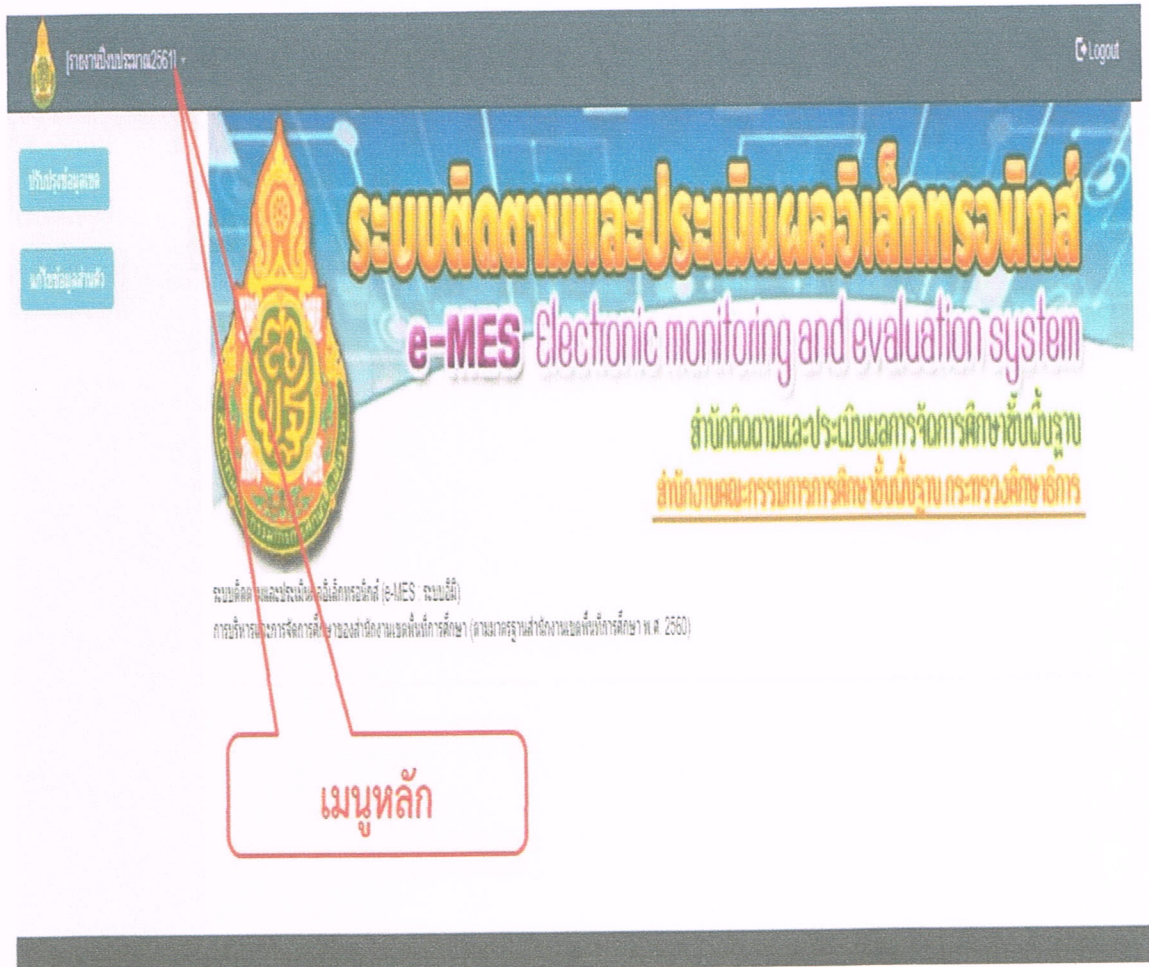 [รายงานปีงบประมาณ2561]
Logout
ปรับปรุงข้อมูลเขต
แก้ไขข้อมูลส่วนตัว
ระบบติดตามและประเมินผลอิเล็กทรอนิกส์
e-MES Electronic monitoring and evaluation system
สำนักติดตามและประเมินผลการจัดการศึกษาขั้นพื้นฐาน
สำนักงานคณะกรรมการการศึกษาขั้นพื้นฐาน กระทรวงศึกษาธิการ
ระบบติดตามและประเมินผลอิเล็กทรอนิกส์ (e-MES : ระบบอีมี)
การบริหารและการจัดการศึกษาของสำนักงานเขตพื้นที่การศึกษา (ตามมาตรฐานสำนักงานเขตพื้นที่การศึกษา พ.ศ. 2560)
เมนูหลัก